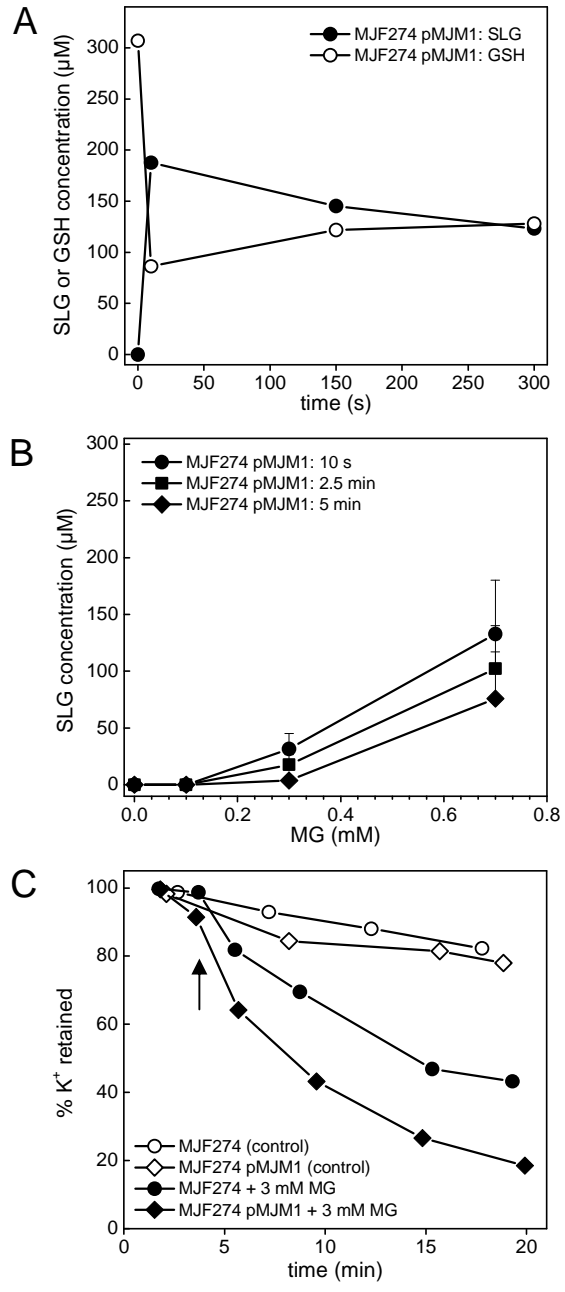 A
MJF274 pMJM1: SLG
MJF274 pMJM1: GSH
SLG or GSH concentration (µM)
300
250
200
150
100
50
0
0 50 100 150 200 250 300
time (s)
B
MJF274 pMJM1: 10 s
MJF274 pMJM1: 2.5 min
MJF274 pMJM1: 5 min
SLG concentration (µM)
300
250
200
150
100
50
0
0.0 0.2 0.4 0.6 0.8
MG (mM)
C
% K⁺ retained
100
80
60
40
20
0
MJF274 (control)
MJF274 pMJM1 (control)
MJF274 + 3 mM MG
MJF274 pMJM1 + 3 mM MG
0 5 10 15 20
time (min)